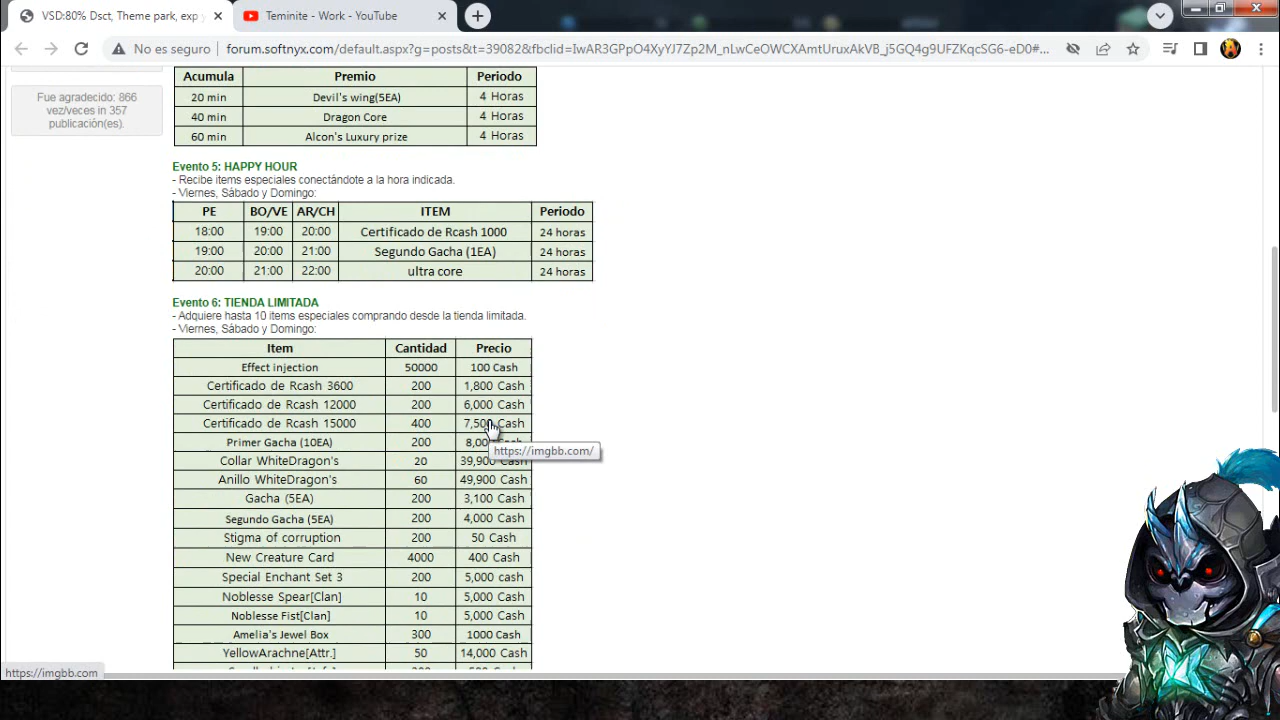 VSD:80% Dsct, Theme park, exp y
Teminite - Work - YouTube
No es seguro
forum.softnyx.com/default.aspx?g=posts&t=39082&fbclid=IwAR3GPpO4XyYJ7Zp2M_nLwCeOWCXAmtUruxAkVB_j5GQ4g9UFZKqcSG6-eD0#...
Fue agradecido: 866
vez/veces in 357
publicación(es).
Acumula Premio Periodo
20 min Devil's wing(5EA) 4 Horas
40 min Dragon Core 4 Horas
60 min Alcon's Luxury prize 4 Horas
Evento 5: HAPPY HOUR
- Recibe items especiales conectándote a la hora indicada.
- Viernes, Sábado y Domingo:
PE BO/VE AR/CH ITEM Periodo
18:00 19:00 20:00 Certificado de Rcash 1000 24 horas
19:00 20:00 21:00 Segundo Gacha (1EA) 24 horas
20:00 21:00 22:00 ultra core 24 horas
Evento 6: TIENDA LIMITADA
- Adquiere hasta 10 items especiales comprando desde la tienda limitada.
- Viernes, Sábado y Domingo:
Item Cantidad Precio
Effect injection 50000 100 Cash
Certificado de Rcash 3600 200 1,800 Cash
Certificado de Rcash 12000 200 6,000 Cash
Certificado de Rcash 15000 400 7,500 Cash
Primer Gacha (10EA) 200 8,000 Cash
https://imgbb.com/
Collar WhiteDragon's 20 39,900 Cash
Anillo WhiteDragon's 60 49,900 Cash
Gacha (5EA) 200 3,100 Cash
Segundo Gacha (5EA) 200 4,000 Cash
Stigma of corruption 200 50 Cash
New Creature Card 4000 400 Cash
Special Enchant Set 3 200 5,000 cash
Noblesse Spear[Clan] 10 5,000 Cash
Noblesse Fist[Clan] 10 5,000 Cash
Amelia's Jewel Box 300 1000 Cash
YellowArachne[Attr.] 50 14,000 Cash
https://imgbb.com